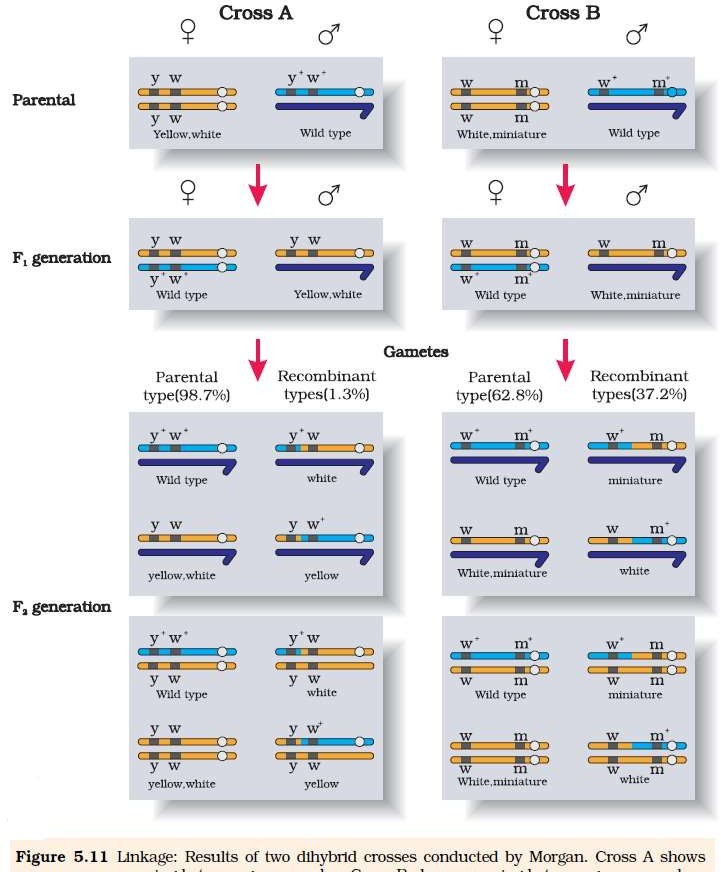 Cross A Cross B
♀ ♂ ♀ ♂
Parental
y w y⁺ w⁺ w m w⁺ m⁺
y w w m
Yellow,white Wild type White,miniature Wild type
♀ ♂ ♀ ♂
F₁ generation
y w y w w m w m
y⁺ w⁺ w⁺ m⁺
Wild type Yellow,white Wild type White,miniature
Gametes
Parental Recombinant Parental Recombinant
type(98.7%) types(1.3%) type(62.8%) types(37.2%)
y⁺ w⁺ y⁺ w w⁺ m⁺ w⁺ m
Wild type white Wild type miniature
y w y w⁺ w m w m⁺
yellow,white yellow White,miniature white
F₂ generation
y⁺ w⁺ y⁺ w w⁺ m⁺ w⁺ m
y w y w w m w m
Wild type white Wild type miniature
y w y w⁺ w m w m⁺
y w y w w m w m
yellow,white yellow White,miniature white
Figure 5.11 Linkage: Results of two dihybrid crosses conducted by Morgan. Cross A shows